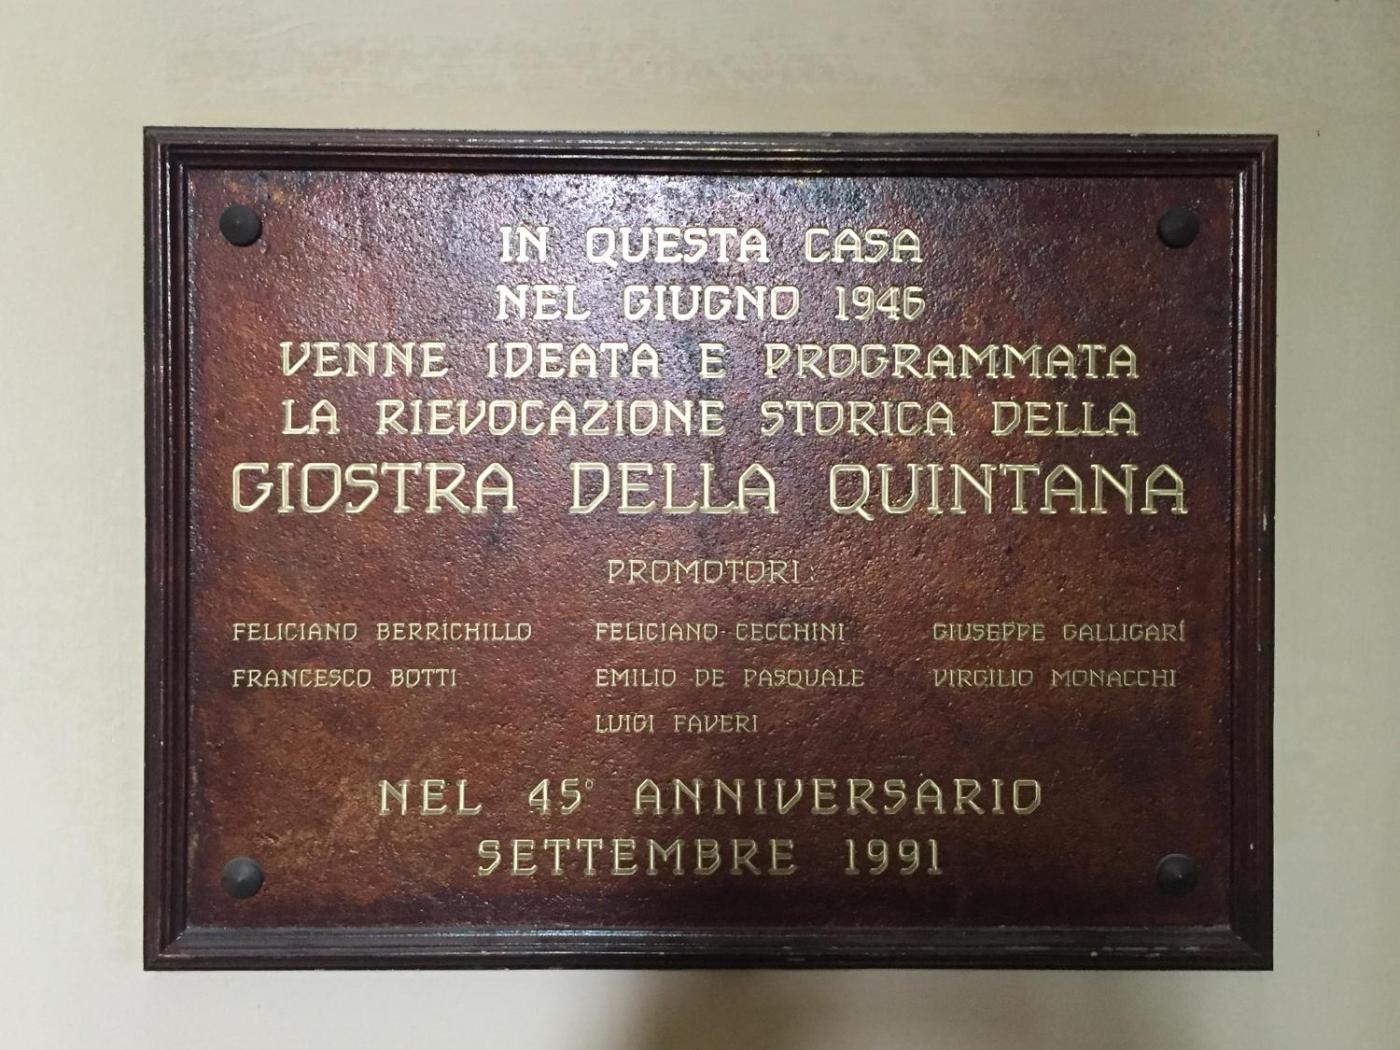 IN QUESTA CASA
NEL GIUGNO 1946
VENNE IDEATA E PROGRAMMATA
LA RIEVOCAZIONE STORICA DELLA
GIOSTRA DELLA QUINTANA
PROMOTORI:
FELICIANO BERRICHILLO FELICIANO CECCHINI GIUSEPPE GALLIGARÍ
FRANCESCO BOTTI EMILIO DE PASQUALE VIRGILIO MONACCHI
LUIGI FAVERI
NEL 45° ANNIVERSARIO
SETTEMBRE 1991